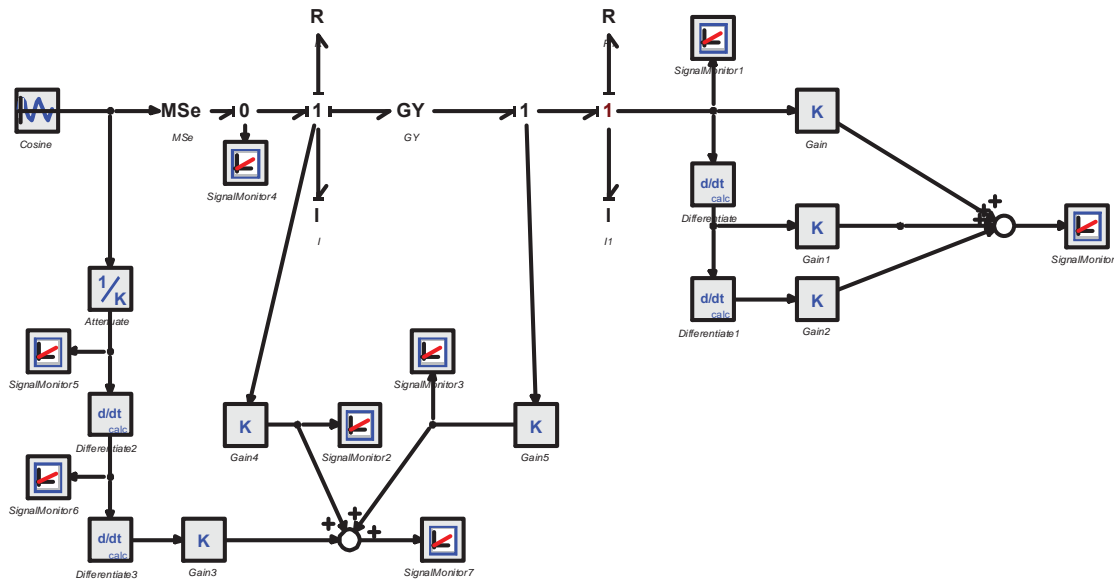 R
R
R
R1
SignalMonitor1
Cosine
MSe
0
1
GY
1
1
K
MSe
GY
Gain
SignalMonitor4
d/dt
calc
Differentiate
I
I
I
I1
K
Gain1
+
+
SignalMonitor
1/K
Attenuate
d/dt
calc
Differentiate1
K
Gain2
SignalMonitor5
SignalMonitor3
d/dt
calc
Differentiate2
K
Gain4
SignalMonitor2
K
Gain5
SignalMonitor6
d/dt
calc
Differentiate3
K
Gain3
+
+
+
SignalMonitor7